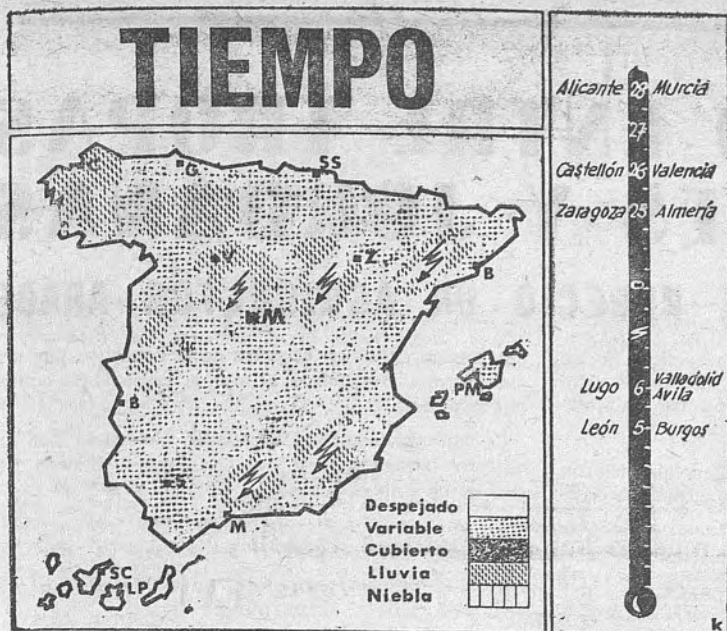 TIEMPO
C
G
SS
V
Z
B
M
PM
B
S
M
SC
LP
Despejado
Variable
Cubierto
Lluvia
Niebla
Alicante 28 Murcia
27
Castellón 26 Valencia
Zaragoza 25 Almería
Lugo 6 Valladolid
Avila
León 5 Burgos
k